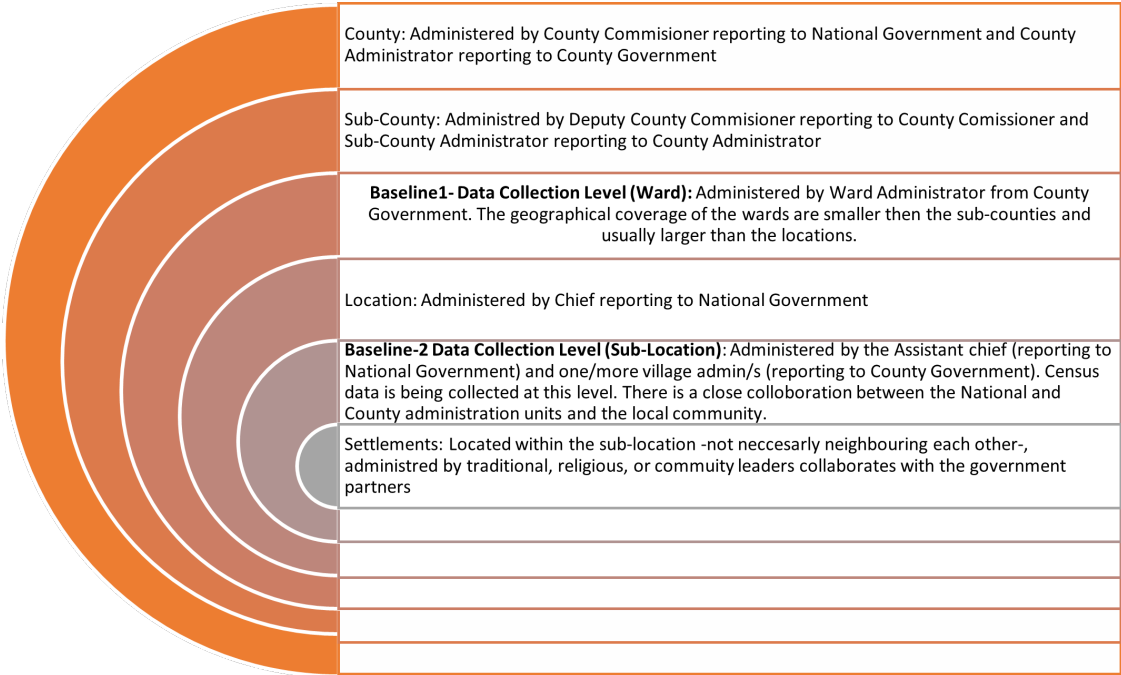 County: Administered by County Commisioner reporting to National Government and County
Administrator reporting to County Government
Sub-County: Administred by Deputy County Commisioner reporting to County Comissioner and
Sub-County Administrator reporting to County Administrator
Baseline1- Data Collection Level (Ward): Administered by Ward Administrator from County
Government. The geographical coverage of the wards are smaller then the sub-counties and
usually larger than the locations.
Location: Administered by Chief reporting to National Government
Baseline-2 Data Collection Level (Sub-Location): Administered by the Assistant chief (reporting to
National Government) and one/more village admin/s (reporting to County Government). Census
data is being collected at this level. There is a close colloboration between the National and
County administration units and the local community.
Settlements: Located within the sub-location -not neccesarly neighbouring each other-,
administred by traditional, religious, or commuity leaders collaborates with the government
partners